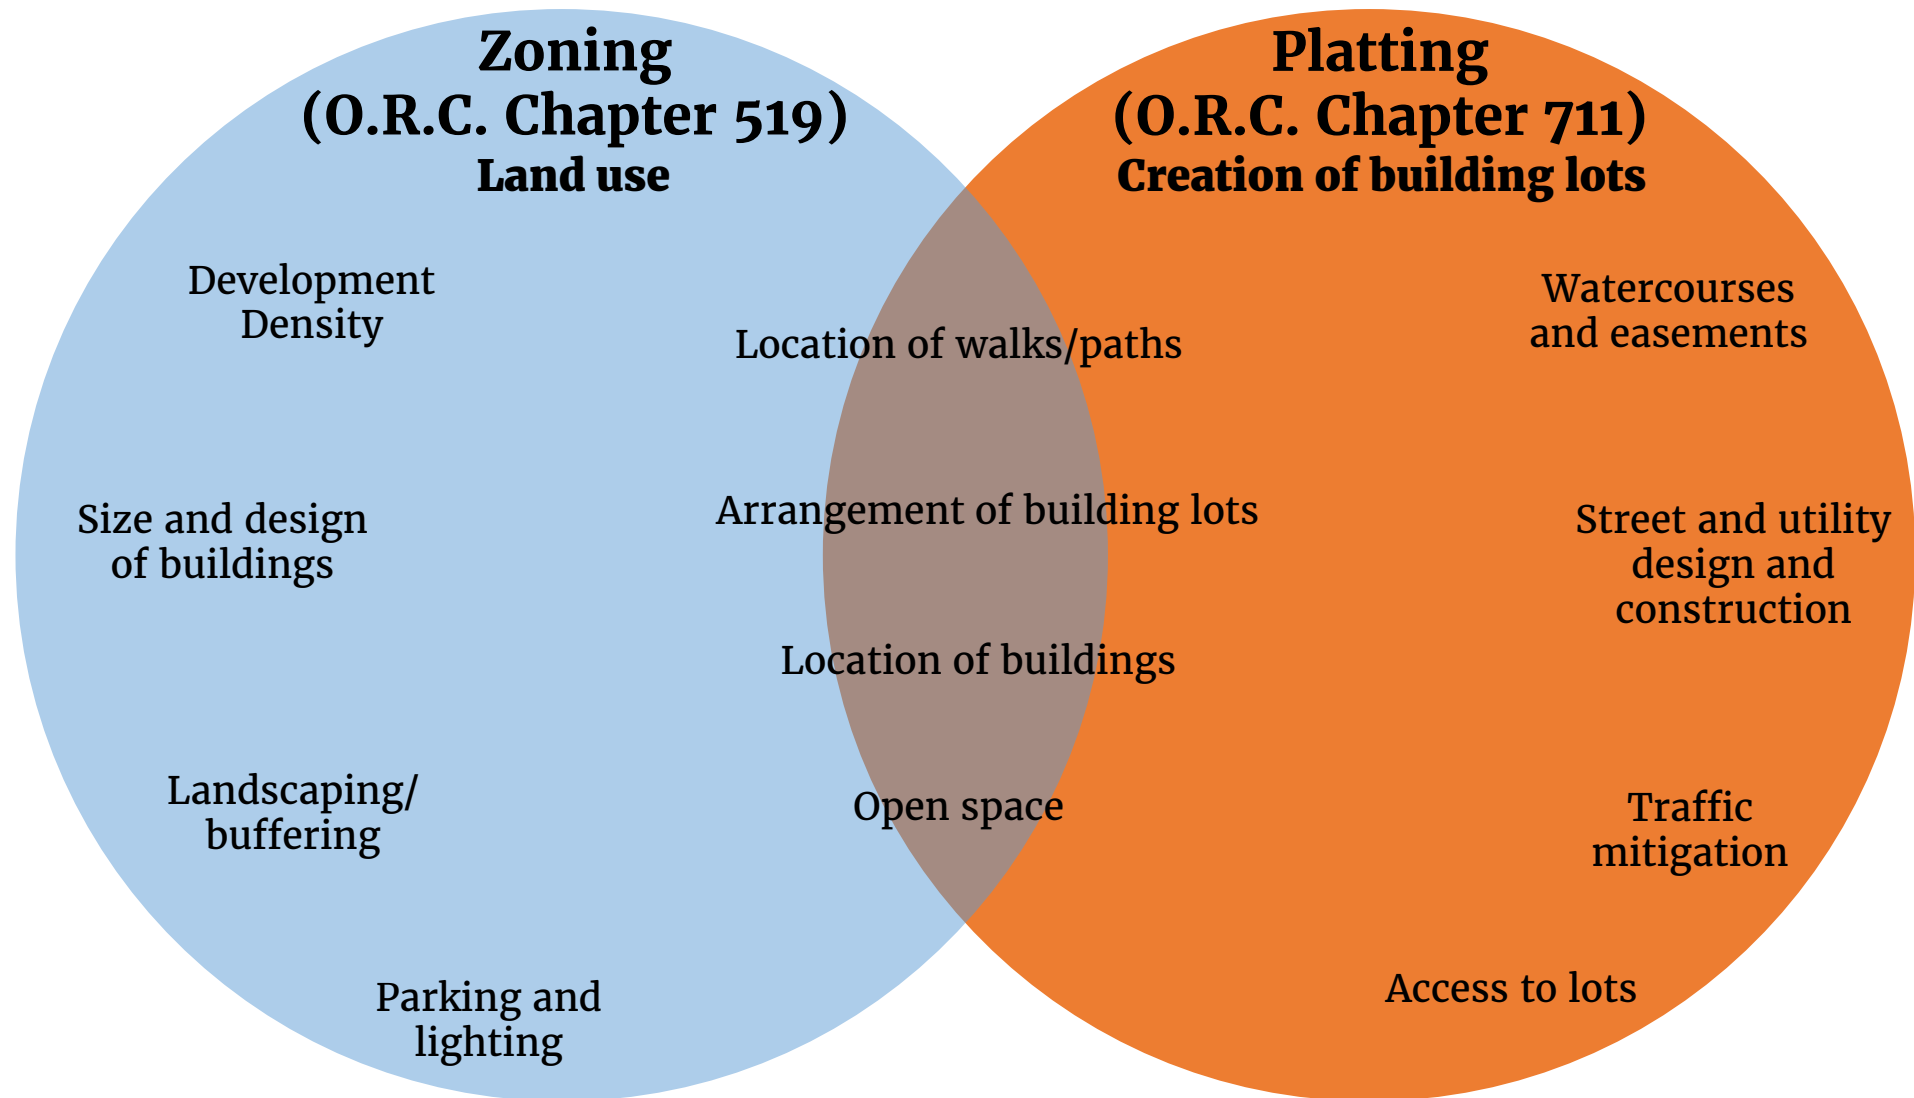 Zoning
(O.R.C. Chapter 519)
Land use
Development
Density
Size and design
of buildings
Landscaping/
buffering
Parking and
lighting
Location of walks/paths
Arrangement of building lots
Location of buildings
Open space
Platting
(O.R.C. Chapter 711)
Creation of building lots
Watercourses
and easements
Street and utility
design and
construction
Traffic
mitigation
Access to lots